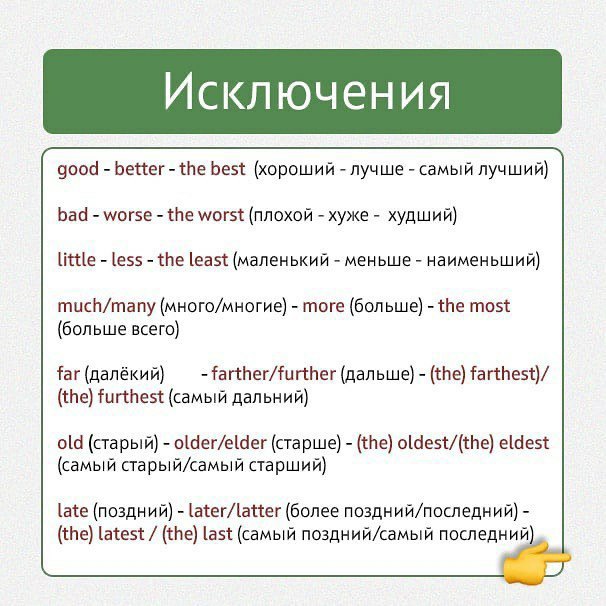 Исключения
good - better - the best (хороший - лучше - самый лучший)
bad - worse - the worst (плохой - хуже - худший)
little - less - the least (маленький - меньше - наименьший)
much/many (много/многие) - more (больше) - the most
(больше всего)
far (далёкий) - farther/further (дальше) - (the) farthest)/
(the) furthest (самый дальний)
old (старый) - older/elder (старше) - (the) oldest/(the) eldest
(самый старый/самый старший)
late (поздний) - later/latter (более поздний/последний) -
(the) latest / (the) last (самый поздний/самый последний)